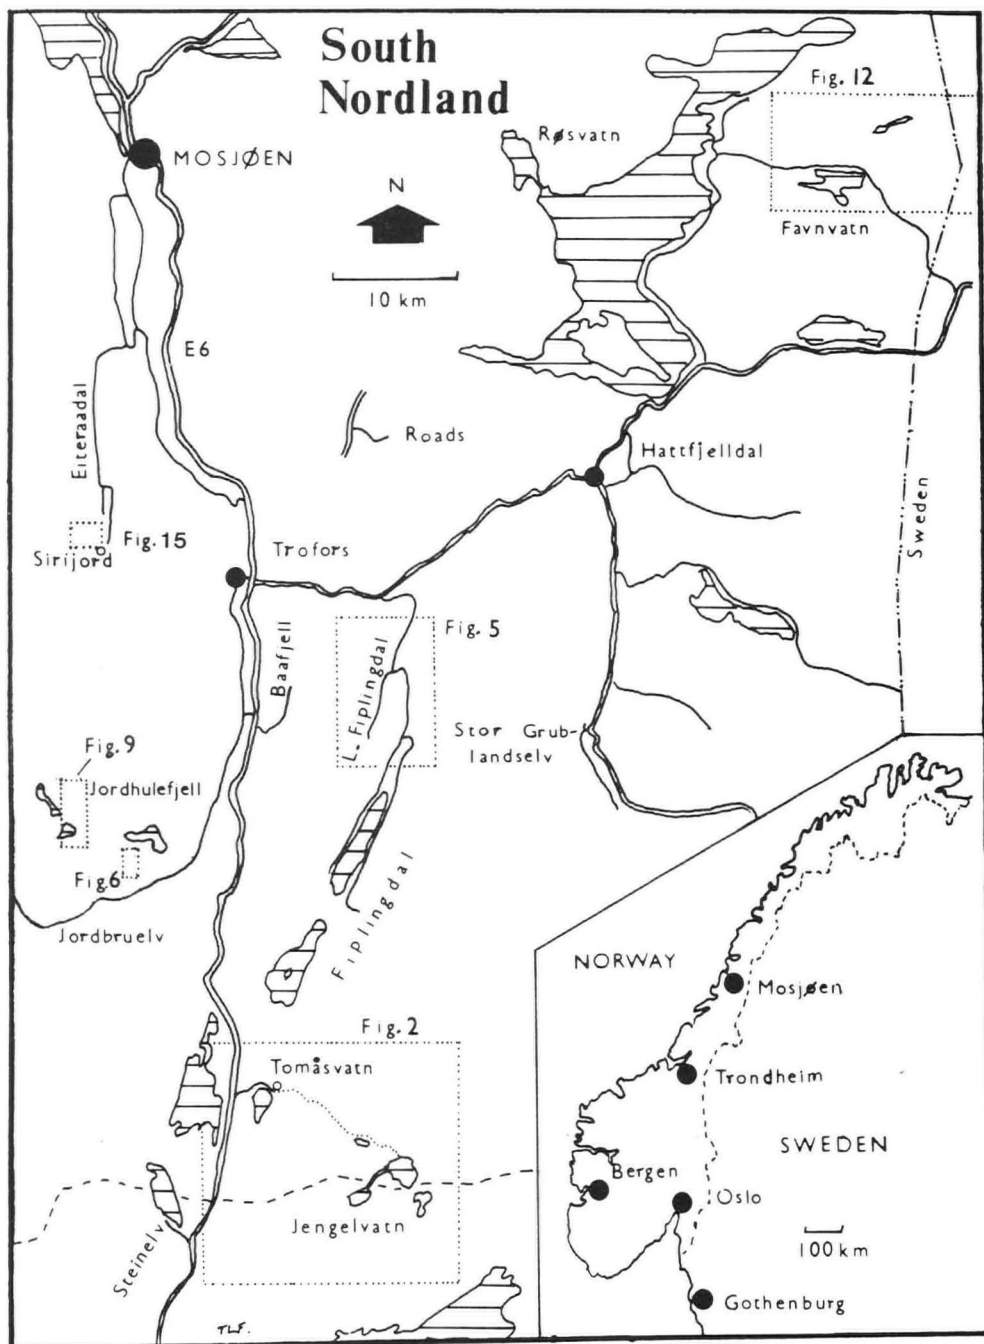 South
Nordland
Fig. 12
MOSJØEN
Røsvatn
N
Favnvatn
10 km
E6
Eiteraadal
Roads
Hattfjelldal
Sweden
Fig. 15
Sirijord
Trofors
Fig. 5
Baafjell
L. Fiplingdal
Stor Grub-
landselv
Fig. 9
Jordhulefjell
Fig. 6
Jordbruelv
Fiplingdal
Fig. 2
Tomåsvatn
Jengelvatn
Steinelv
TLF.
NORWAY
Mosjøen
Trondheim
SWEDEN
Bergen
Oslo
100 km
Gothenburg